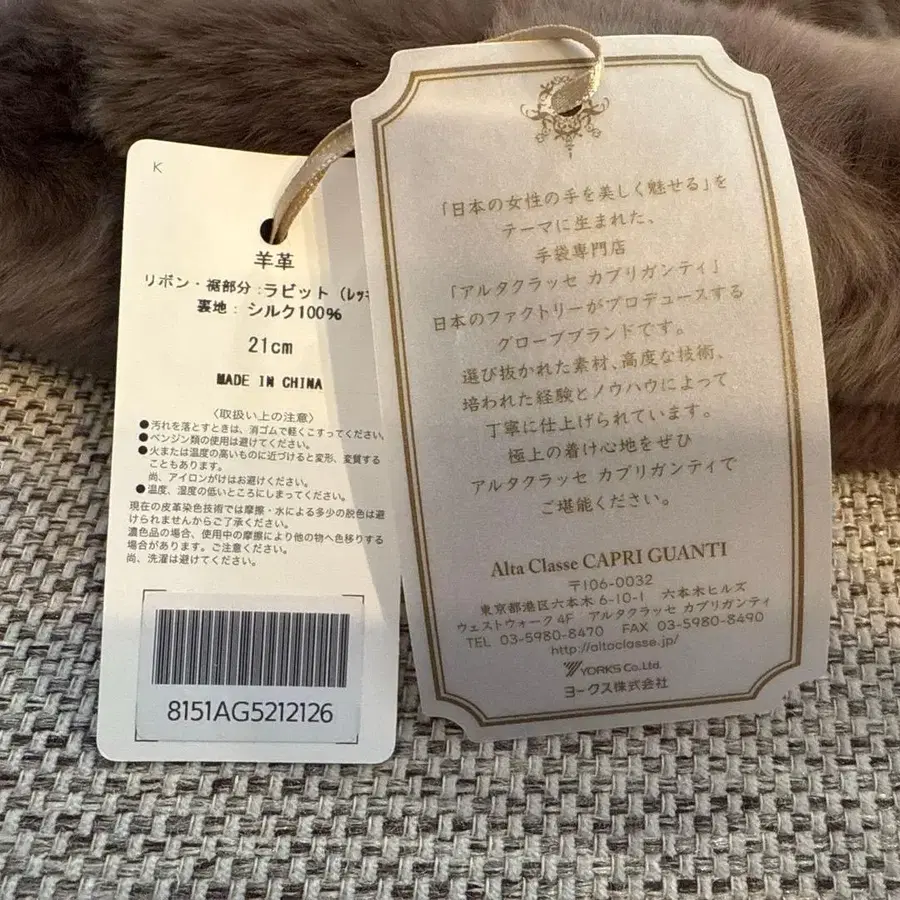 K
羊革
リボン・裾部分:ラビット(ﾚｯ
裏地: シルク100%
21cm
MADE IN CHINA
〈取扱い上の注意〉
●汚れを落とすときは、消ゴムで軽くこすってください。
●ベンジン類の使用は避けてください。
●火または温度の高いものに近づけると変形、変質する
こともあります。
尚、アイロンがけはお避けください。
●温度、湿度の低いところにしまってください。
現在の皮革染色技術では摩擦・水による多少の脱色は避
けられませんからご了承ください。
濃色品の場合、使用中の摩擦により他の物へ色移りする
場合があります。ご注意ください。
尚、洗濯は避けてください。
8151AG5212126
「日本の女性の手を美しく魅せる」を
テーマに生まれた、
手袋専門店
「アルタクラッセ カプリガンティ」
日本のファクトリーがプロデュースする
グローブブランドです。
選び抜かれた素材、高度な技術、
培われた経験とノウハウによって
丁寧に仕上げられています。
極上の着け心地をぜひ
アルタクラッセ カプリガンティで
ご堪能ください。
Alta Classe CAPRI GUANTI
〒106-0032
東京都港区六本木 6-10-1 六本木ヒルズ
ウェストウォーク 4F アルタクラッセ カプリガンティ
TEL 03-5980-8470 FAX 03-5980-8490
http://altaclasse.jp/
YORKS Co.,Ltd.
ヨークス株式会社